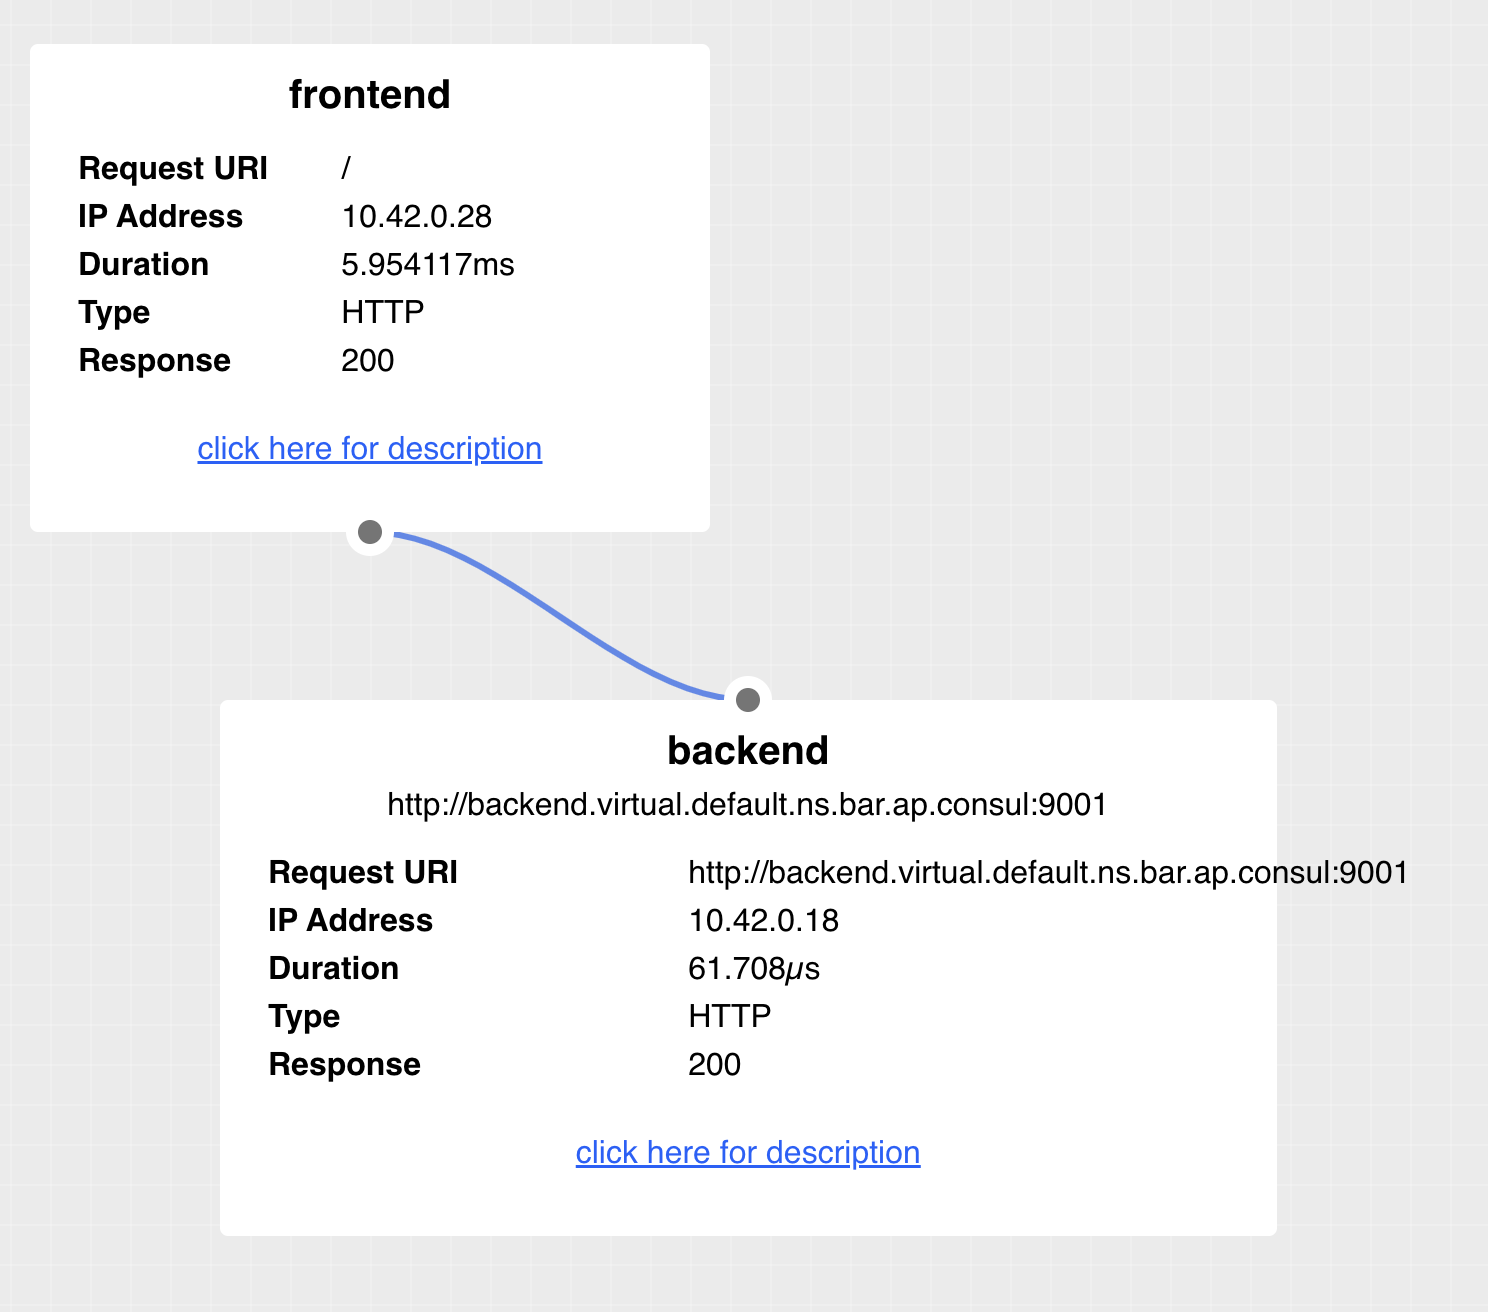 frontend
Request URI /
IP Address 10.42.0.28
Duration 5.954117ms
Type HTTP
Response 200
click here for description
backend
http://backend.virtual.default.ns.bar.ap.consul:9001
Request URI http://backend.virtual.default.ns.bar.ap.consul:9001
IP Address 10.42.0.18
Duration 61.708µs
Type HTTP
Response 200
click here for description